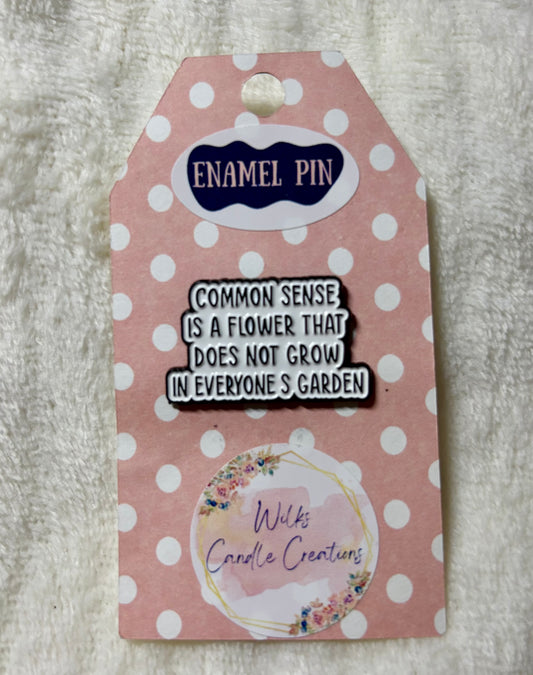 ENAMEL PIN
COMMON SENSE
IS A FLOWER THAT
DOES NOT GROW
IN EVERYONE S GARDEN
Wilks
Candle Creations